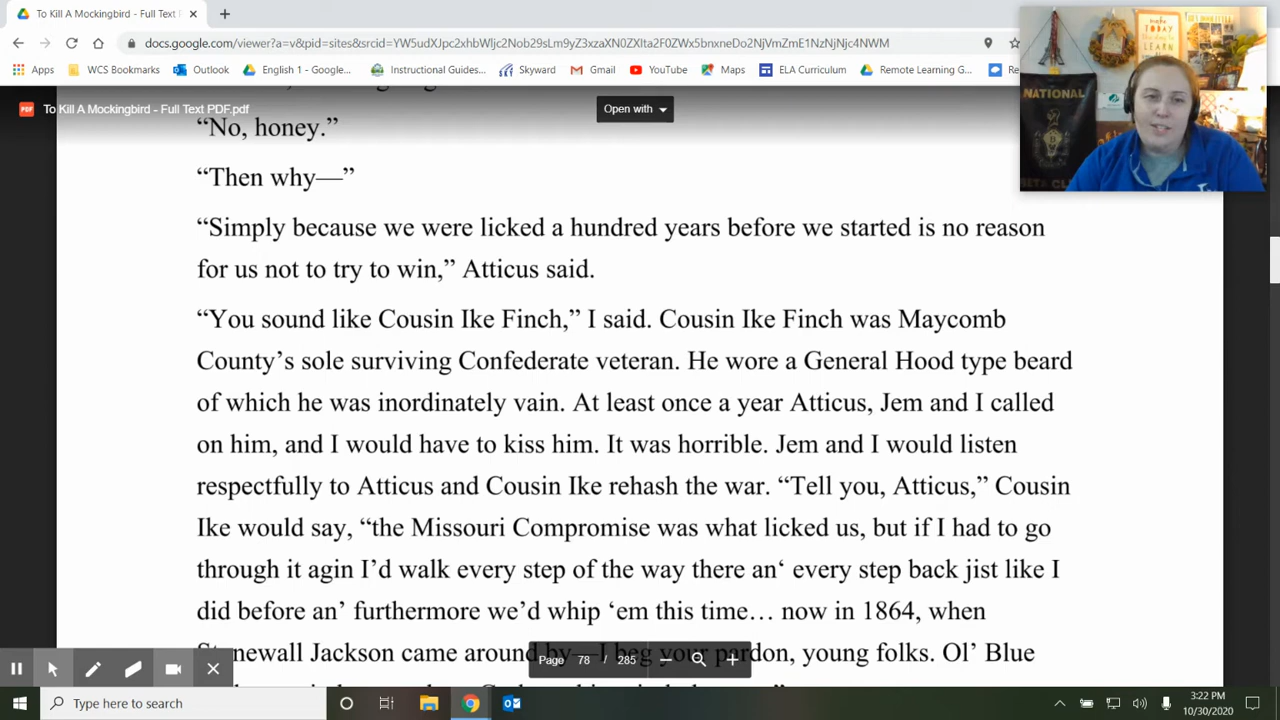 To Kill A Mockingbird - Full Text P
docs.google.com/viewer?a=v&pid=sites&srcid=YW5udXJpc2submWljc2Nob29scy5uZXR8ZWxhLXN0ZXItaF0ZWx5bnxneDo2NjVmZmE1NzNjNjc4NWM
Apps
WCS Bookmarks
Outlook
English 1 - Google...
Instructional Guides...
Skyward
Gmail
YouTube
Maps
ELA Curriculum
Remote Learning G...
Re
To Kill A Mockingbird - Full Text PDF.pdf
Open with
NATIONAL
TODAY
LEARN
“No, honey.”
“Then why—”
“Simply because we were licked a hundred years before we started is no reason
for us not to try to win,” Atticus said.
“You sound like Cousin Ike Finch,” I said. Cousin Ike Finch was Maycomb
County’s sole surviving Confederate veteran. He wore a General Hood type beard
of which he was inordinately vain. At least once a year Atticus, Jem and I called
on him, and I would have to kiss him. It was horrible. Jem and I would listen
respectfully to Atticus and Cousin Ike rehash the war. “Tell you, Atticus,” Cousin
Ike would say, “the Missouri Compromise was what licked us, but if I had to go
through it agin I’d walk every step of the way there an‘ every step back jist like I
did before an’ furthermore we’d whip ‘em this time… now in 1864, when
Stonewall Jackson came around by—I beg your pardon, young folks. Ol’ Blue
Page 78 / 285
Type here to search
3:22 PM
10/30/2020